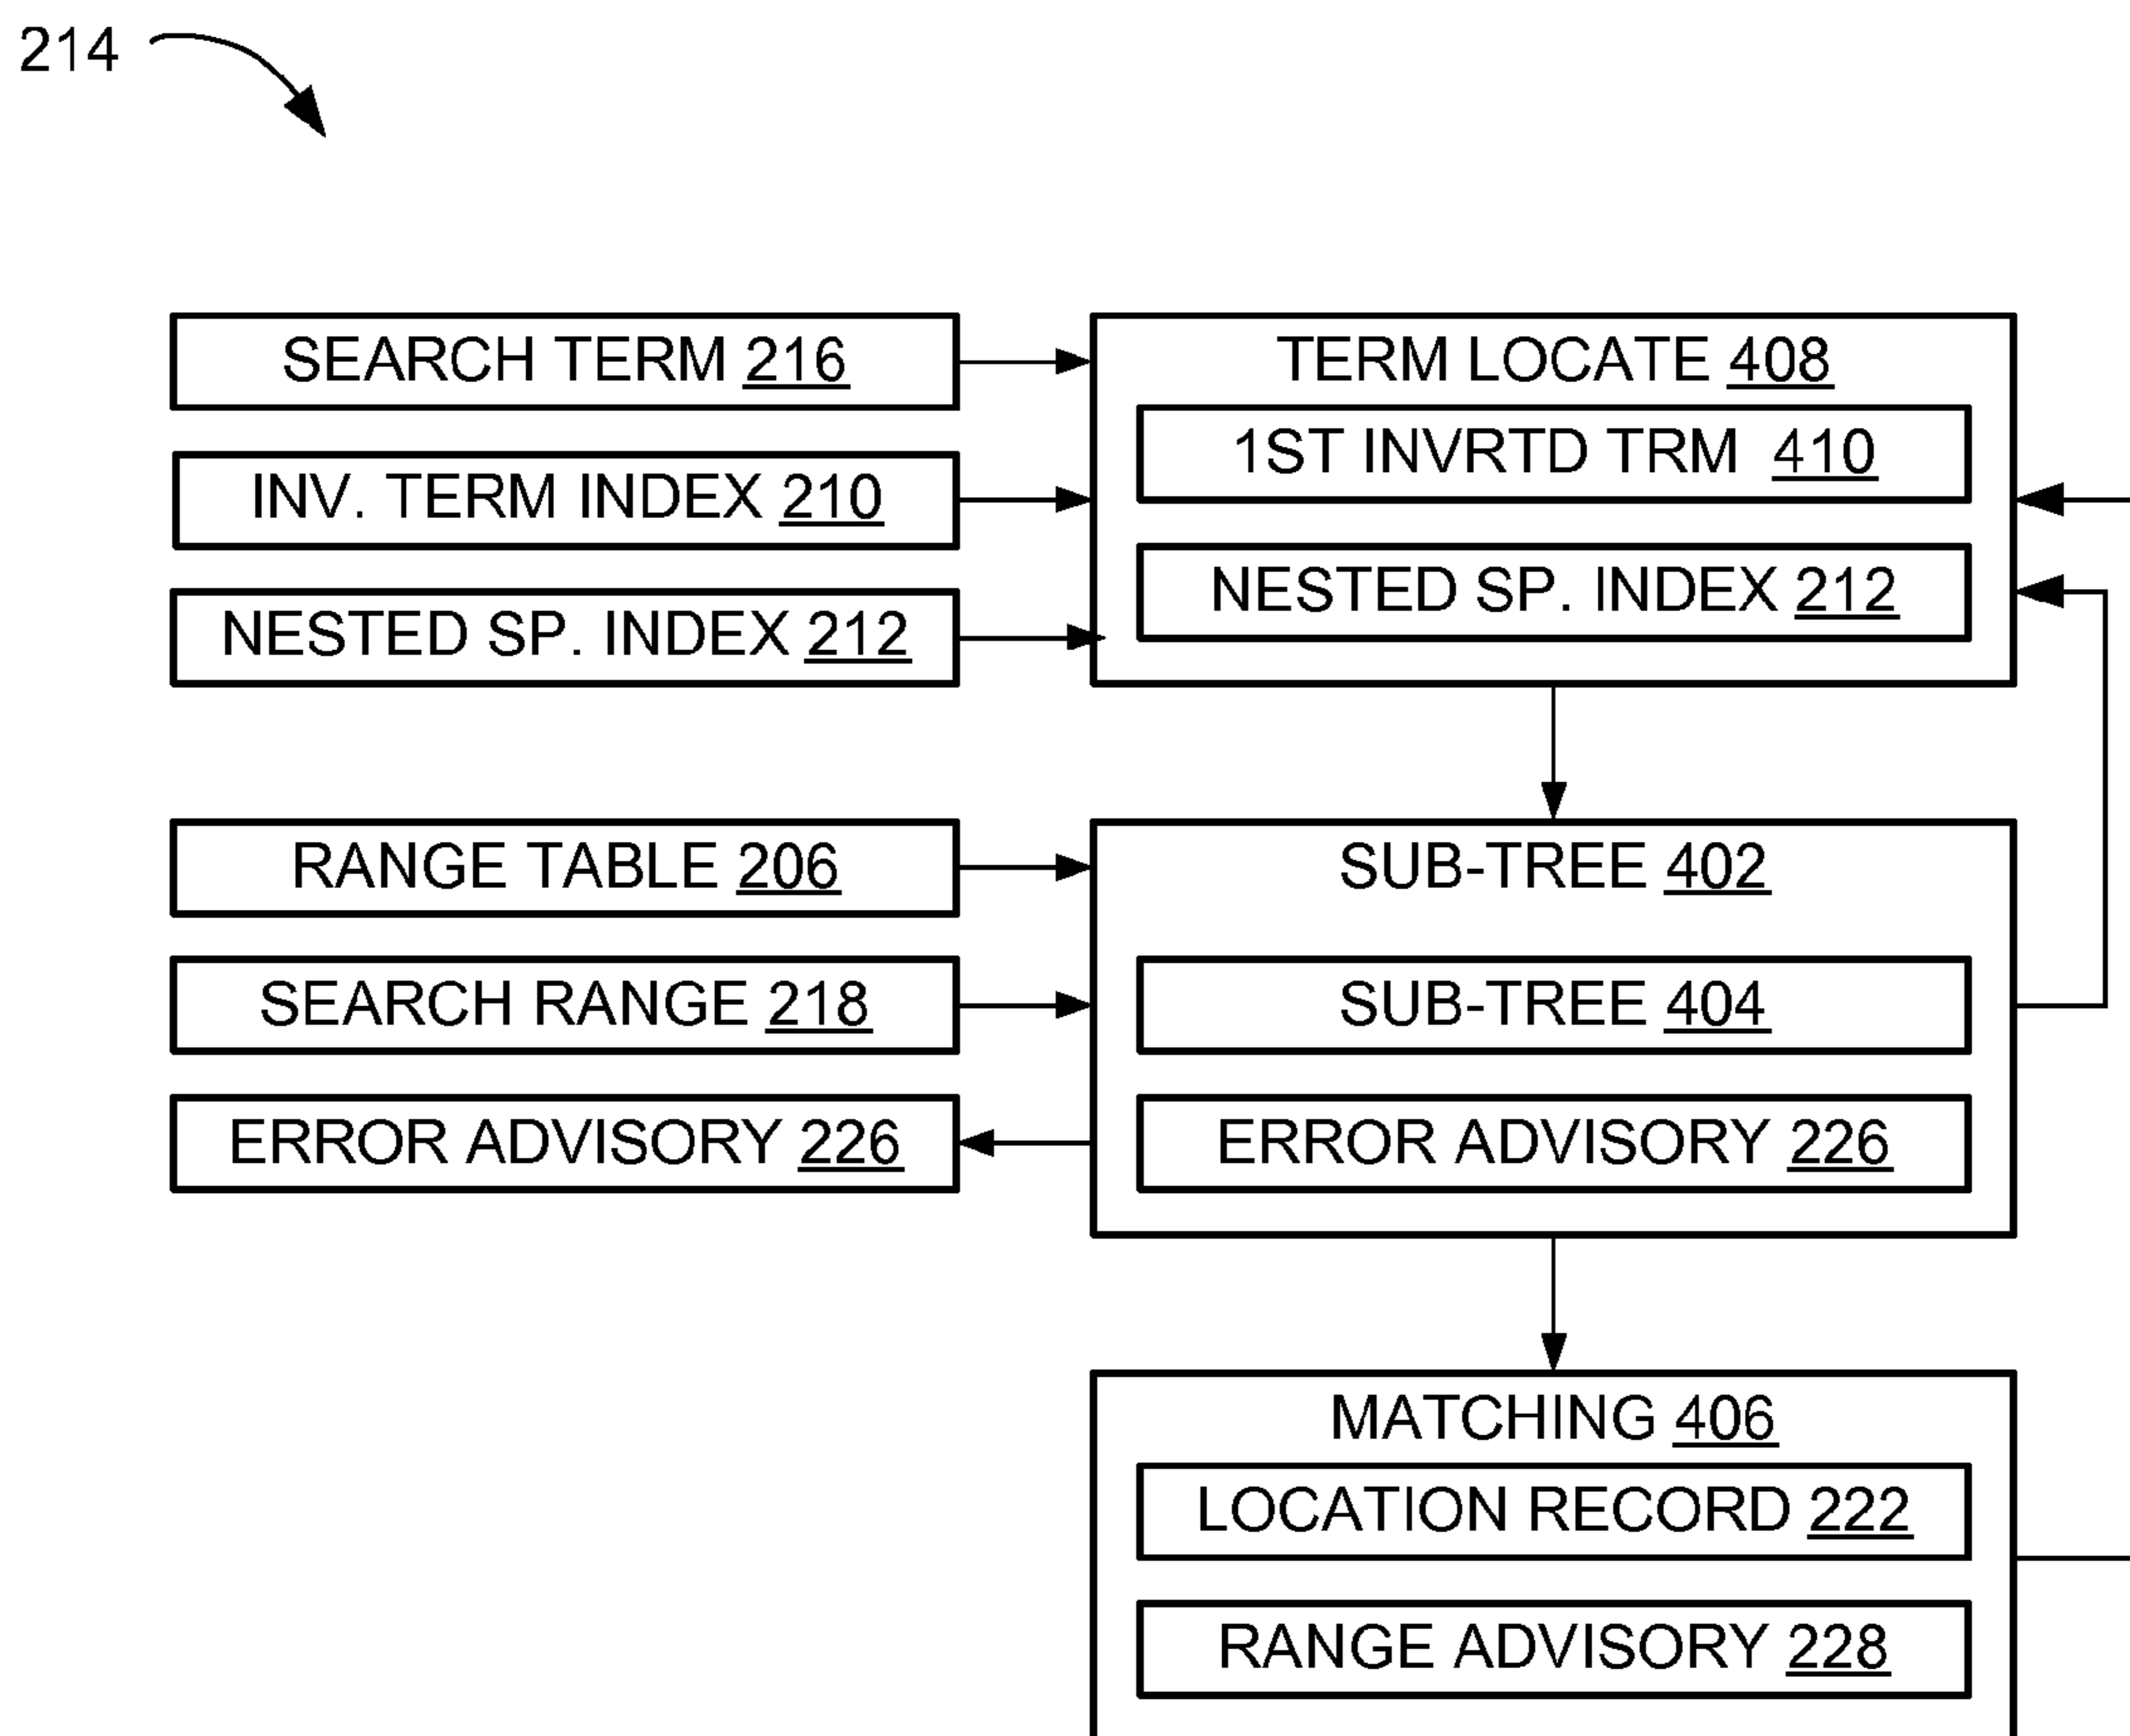 214
SEARCH TERM 216
INV. TERM INDEX 210
NESTED SP. INDEX 212
TERM LOCATE 408
1ST INVRTD TRM 410
NESTED SP. INDEX 212
RANGE TABLE 206
SEARCH RANGE 218
ERROR ADVISORY 226
SUB-TREE 402
SUB-TREE 404
ERROR ADVISORY 226
MATCHING 406
LOCATION RECORD 222
RANGE ADVISORY 228